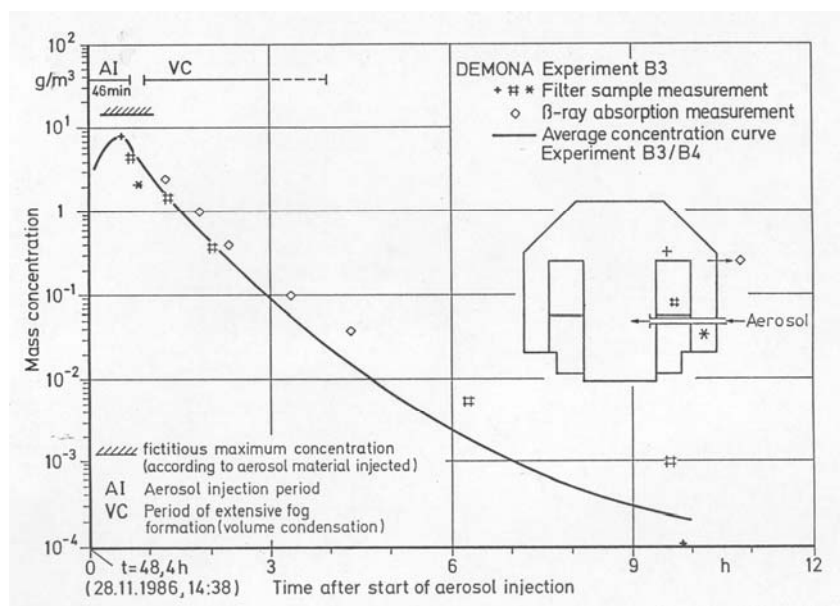 10²
g/m³
10¹
1
10⁻¹
10⁻²
10⁻³
10⁻⁴
Mass concentration
AI
VC
46min
DEMONA Experiment B3
+ ⌗ * Filter sample measurement
◇ ß-ray absorption measurement
— Average concentration curve
Experiment B3/B4
Aerosol
fictitious maximum concentration
(according to aerosol material injected)
AI Aerosol injection period
VC Period of extensive fog
formation (volume condensation)
0 3 6 9 h 12
t=48,4h
(28.11.1986, 14:38) Time after start of aerosol injection